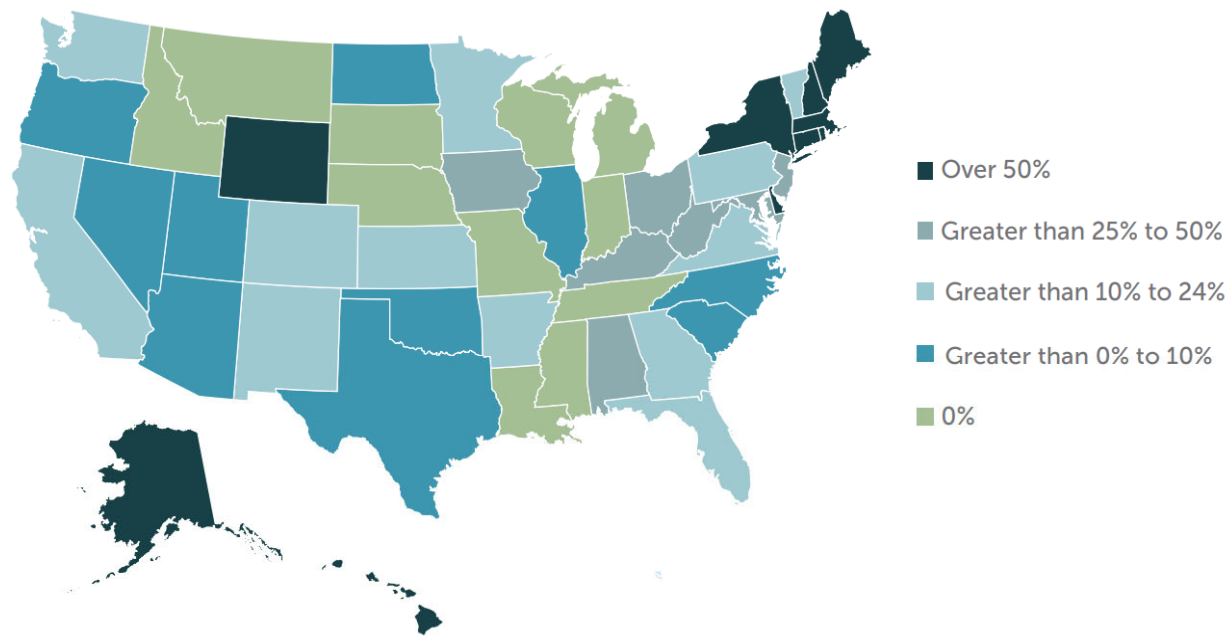 Over 50%
Greater than 25% to 50%
Greater than 10% to 24%
Greater than 0% to 10%
0%